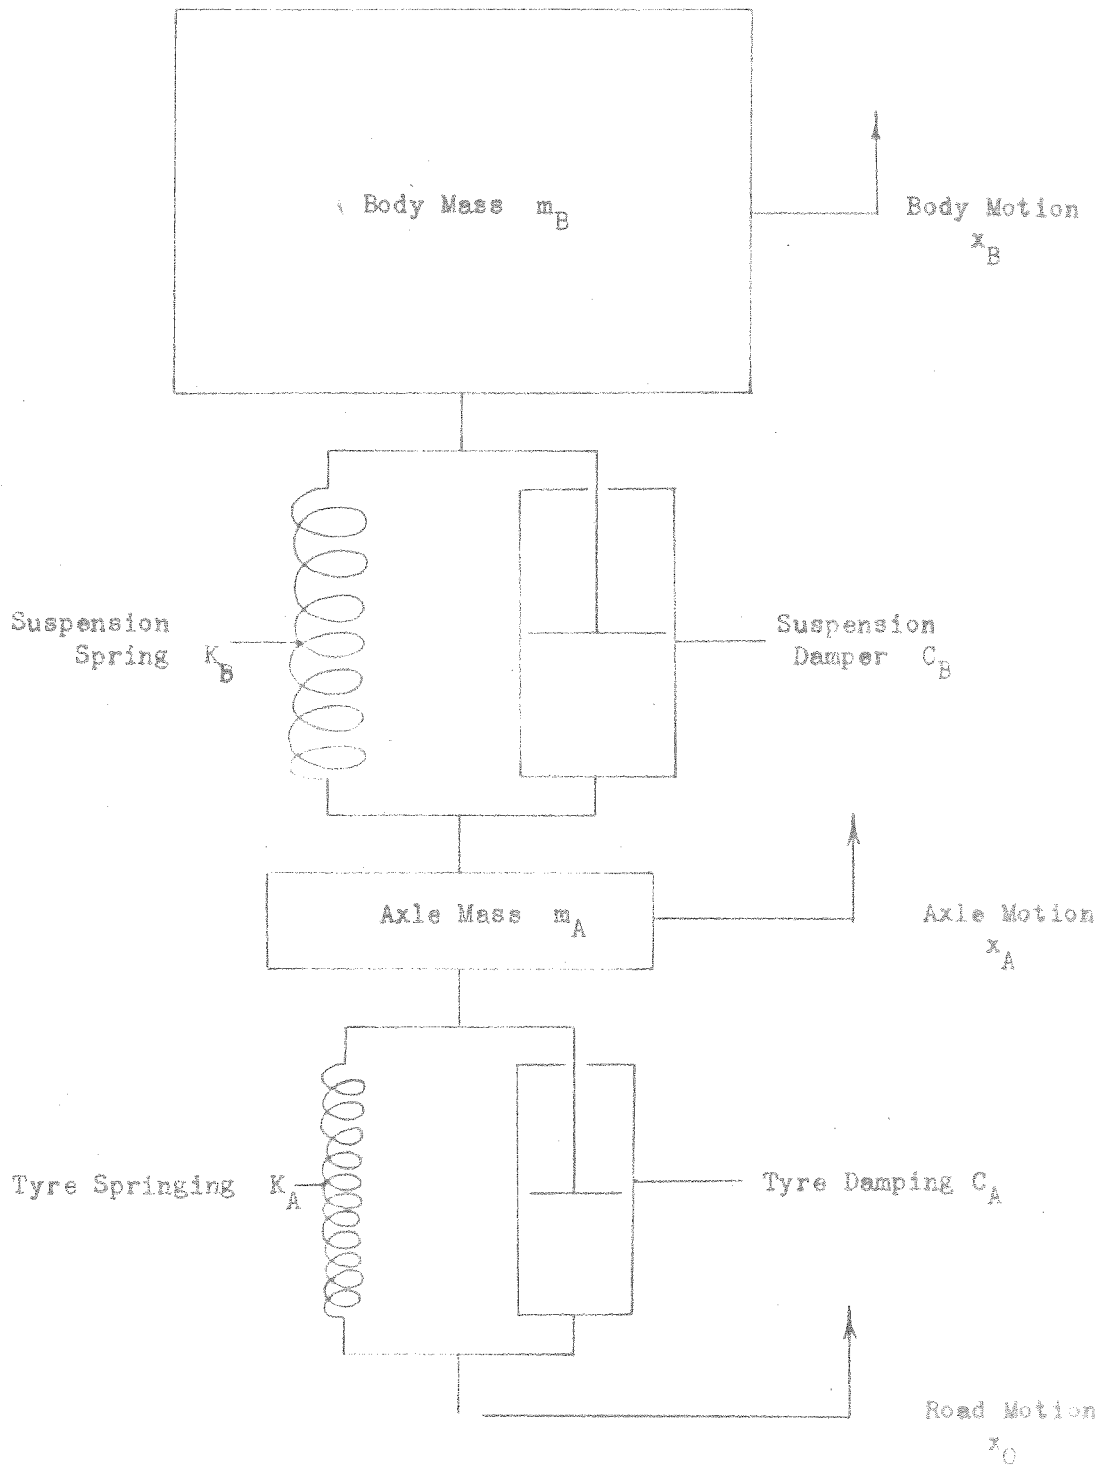 Body Mass m_B
Body Motion
x_B
Suspension
Spring K_B
Suspension
Damper C_B
Axle Mass m_A
Axle Motion
x_A
Tyre Springing K_A
Tyre Damping C_A
Road Motion
x_O